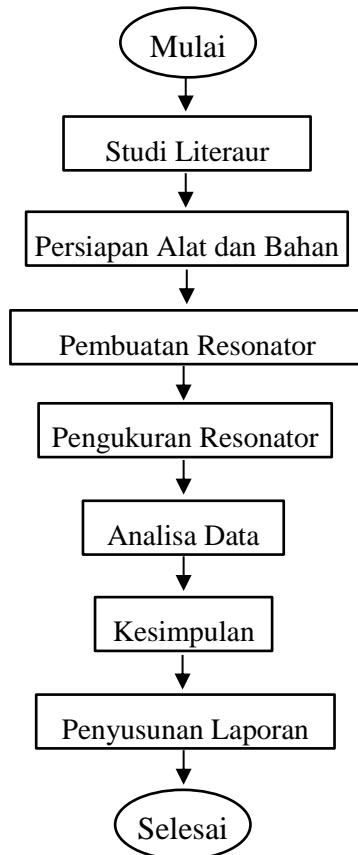 Mulai
Studi Literaur
Persiapan Alat dan Bahan
Pembuatan Resonator
Pengukuran Resonator
Analisa Data
Kesimpulan
Penyusunan Laporan
Selesai